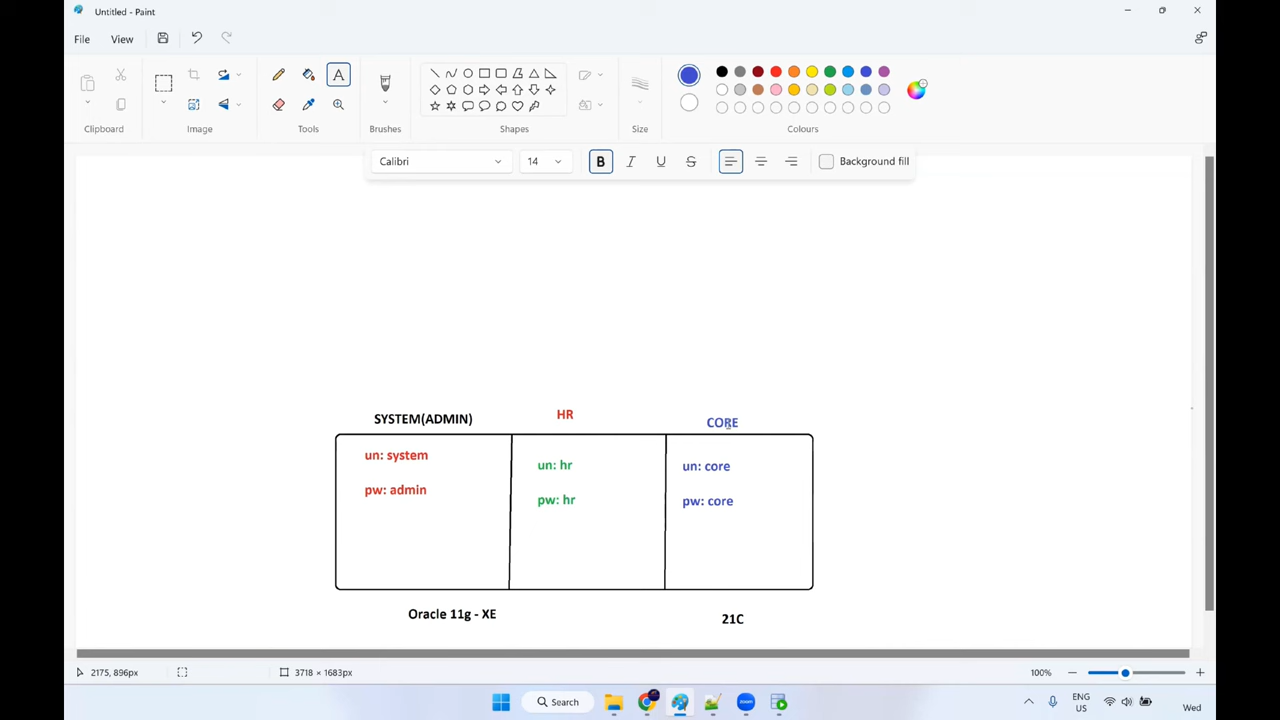 Untitled - Paint
File
View
Clipboard
Image
Tools
Brushes
Shapes
Size
Colours
A
Calibri
14
B
I
U
S
Background fill
SYSTEM(ADMIN)
HR
CORE
un: system
un: hr
un: core
pw: admin
pw: hr
pw: core
Oracle 11g - XE
21C
2175, 896px
3718 × 1683px
100%
Search
zoom
ENG
US
Wed